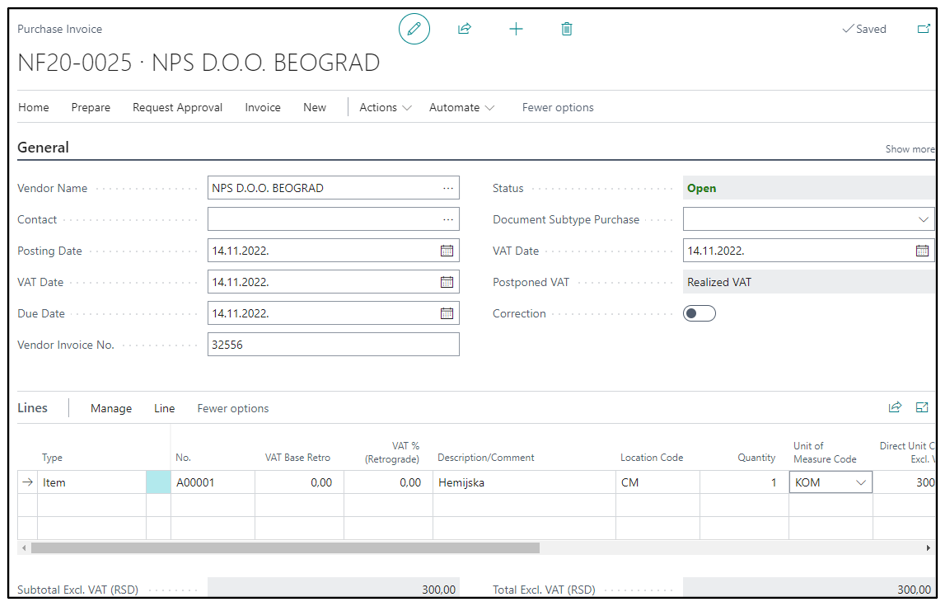 Purchase Invoice
Saved
NF20-0025 · NPS D.O.O. BEOGRAD
Home Prepare Request Approval Invoice New Actions Automate Fewer options
General
Show more
Vendor Name NPS D.O.O. BEOGRAD
Status Open
Contact
Document Subtype Purchase
Posting Date 14.11.2022.
VAT Date 14.11.2022.
VAT Date 14.11.2022.
Postponed VAT Realized VAT
Due Date 14.11.2022.
Correction
Vendor Invoice No. 32556
Lines Manage Line Fewer options
Type No. VAT Base Retro VAT % (Retrograde) Description/Comment Location Code Quantity Unit of Measure Code Direct Unit C Excl. V
Item A00001 0,00 0,00 Hemijska CM 1 KOM 300
Subtotal Excl. VAT (RSD) 300,00 Total Excl. VAT (RSD) 300,00